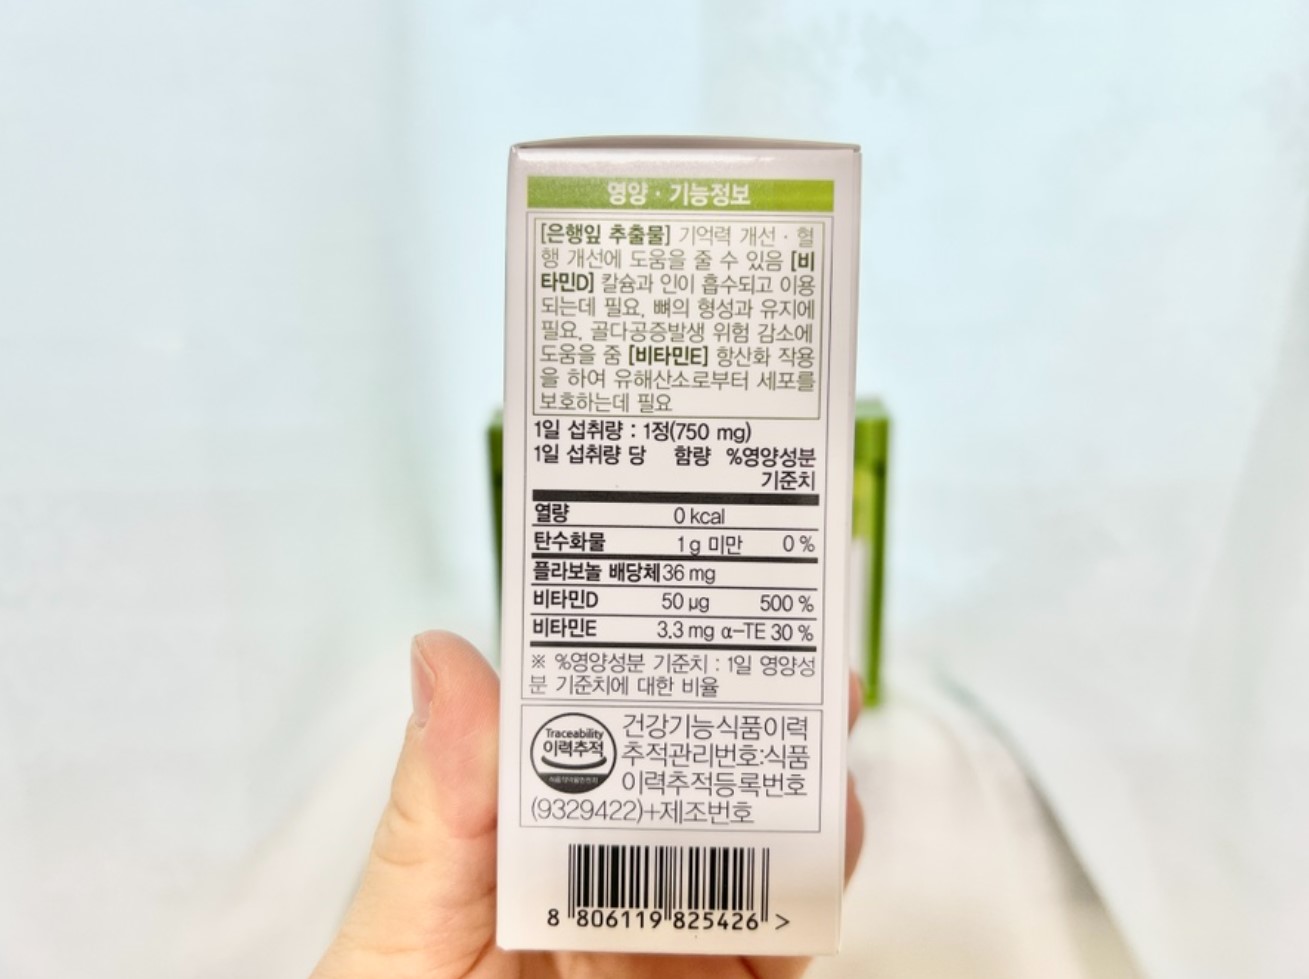 영양 · 기능정보
[은행잎 추출물] 기억력 개선 · 혈
행 개선에 도움을 줄 수 있음 [비
타민D] 칼슘과 인이 흡수되고 이용
되는데 필요, 뼈의 형성과 유지에
필요, 골다공증발생 위험 감소에
도움을 줌 [비타민E] 항산화 작용
을 하여 유해산소로부터 세포를
보호하는데 필요
1일 섭취량 : 1정(750 mg)
1일 섭취량 당 함량 %영양성분
기준치
열량 0 kcal
탄수화물 1 g 미만 0 %
플라보놀 배당체 36 mg
비타민D 50 µg 500 %
비타민E 3.3 mg α-TE 30 %
※ %영양성분 기준치 : 1일 영양성
분 기준치에 대한 비율
Traceability
이력추적
식품의약품안전처
건강기능식품이력
추적관리번호:식품
이력추적등록번호
(9329422)+제조번호
8 806119 825426 >